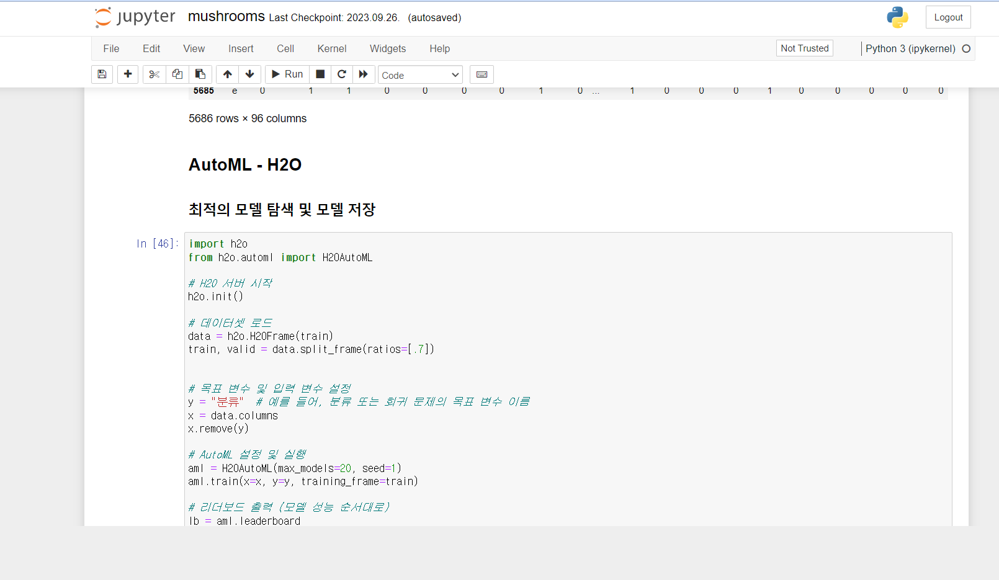 jupyter mushrooms Last Checkpoint: 2023.09.26. (autosaved) Logout
File Edit View Insert Cell Kernel Widgets Help Not Trusted Python 3 (ipykernel)
Run Code
5685 e 0 1 1 0 0 0 0 1 0 ... 1 0 0 0 1 0 0 0 0 0
5686 rows × 96 columns
AutoML - H2O
최적의 모델 탐색 및 모델 저장
In [46]: import h2o
from h2o.automl import H2OAutoML
# H2O 서버 시작
h2o.init()
# 데이터셋 로드
data = h2o.H2OFrame(train)
train, valid = data.split_frame(ratios=[.7])
# 목표 변수 및 입력 변수 설정
y = "분류" # 예를 들어, 분류 또는 회귀 문제의 목표 변수 이름
x = data.columns
x.remove(y)
# AutoML 설정 및 실행
aml = H2OAutoML(max_models=20, seed=1)
aml.train(x=x, y=y, training_frame=train)
# 리더보드 출력 (모델 성능 순서대로)
lb = aml.leaderboard